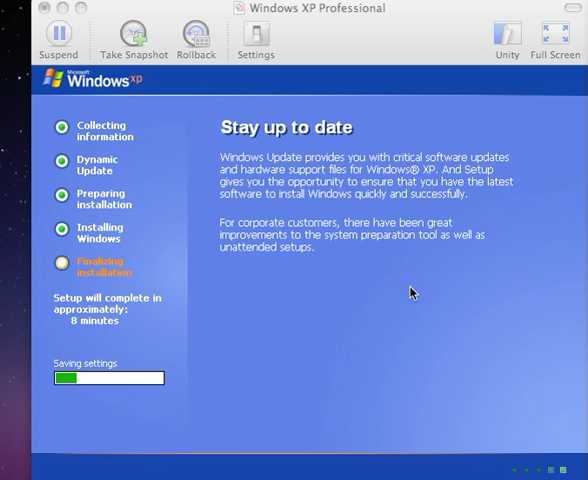 Windows XP Professional
Suspend
Take Snapshot
Rollback
Settings
Unity
Full Screen
Microsoft
Windows xp
Collecting
information
Dynamic
Update
Preparing
installation
Installing
Windows
Finalizing
installation
Setup will complete in
approximately:
8 minutes
Saving settings
Stay up to date
Windows Update provides you with critical software updates
and hardware support files for Windows® XP. And Setup
gives you the opportunity to ensure that you have the latest
software to install Windows quickly and successfully.
For corporate customers, there have been great
improvements to the system preparation tool as well as
unattended setups.